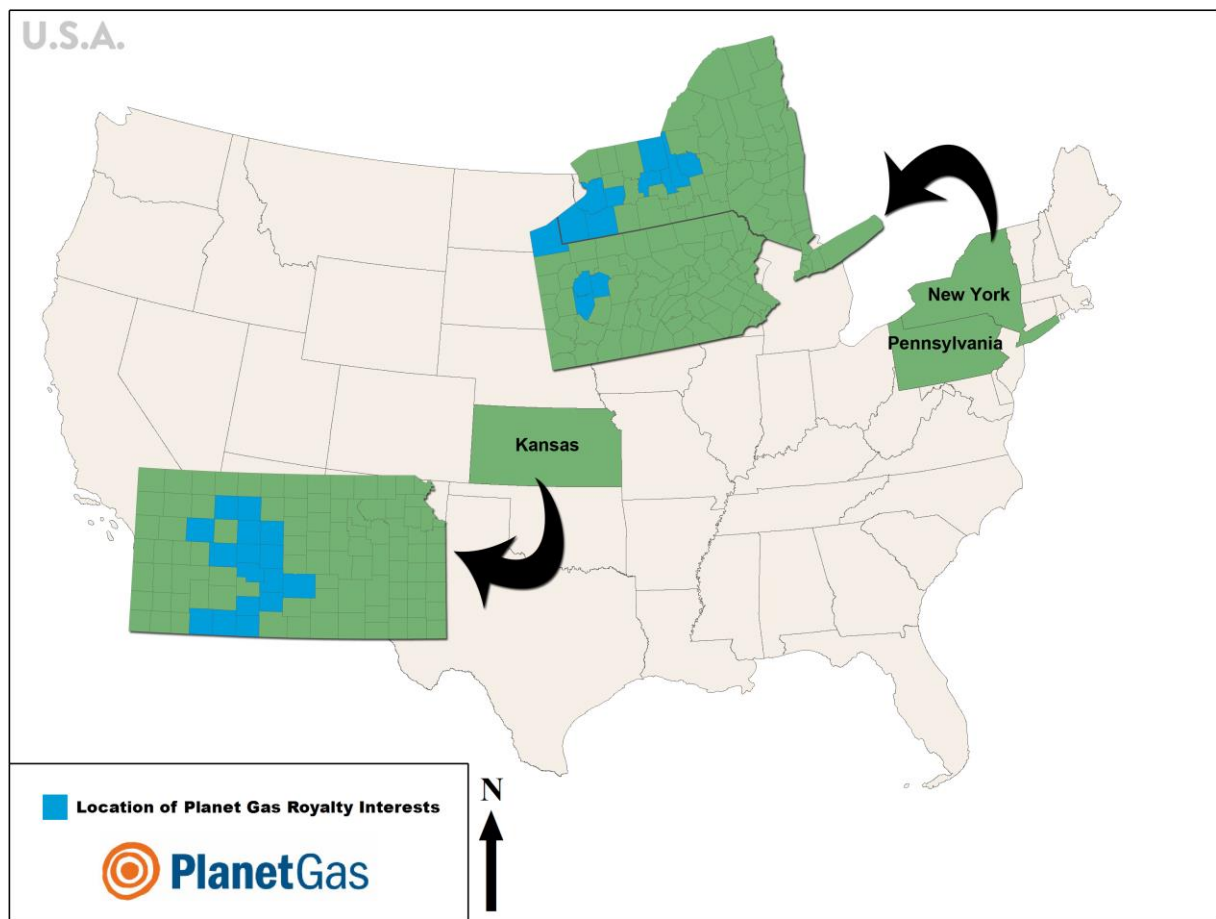 U.S.A.
New York
Pennsylvania
Kansas
Location of Planet Gas Royalty Interests
N
PlanetGas